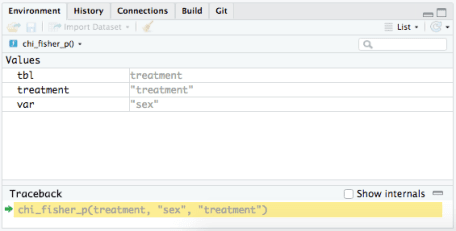 Environment History Connections Build Git
Import Dataset List
chi_fisher_p()
Values
tbl treatment
treatment "treatment"
var "sex"
Traceback Show internals
chi_fisher_p(treatment, "sex", "treatment")